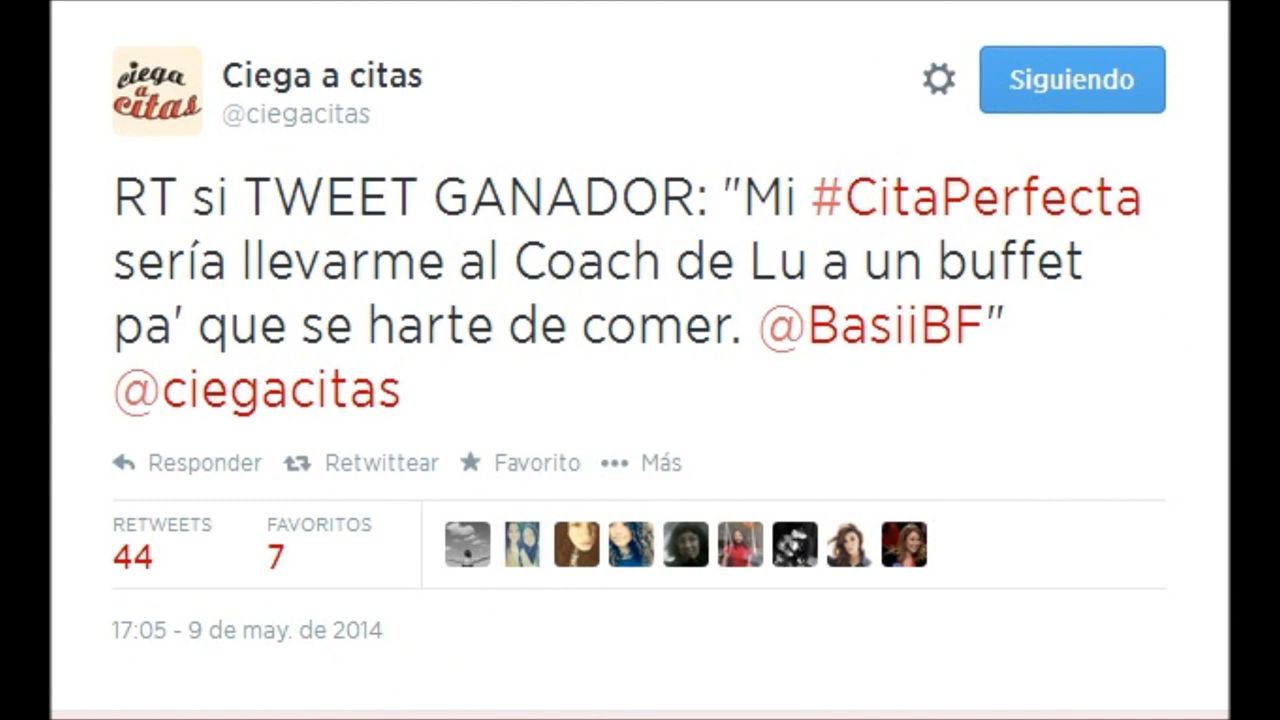 ciega
a
citas
Ciega a citas
@ciegacitas
Siguiendo
RT si TWEET GANADOR: "Mi #CitaPerfecta
sería llevarme al Coach de Lu a un buffet
pa' que se harte de comer. @BasiiBF"
@ciegacitas
Responder Retwittear Favorito Más
RETWEETS FAVORITOS
44 7
17:05 - 9 de may. de 2014